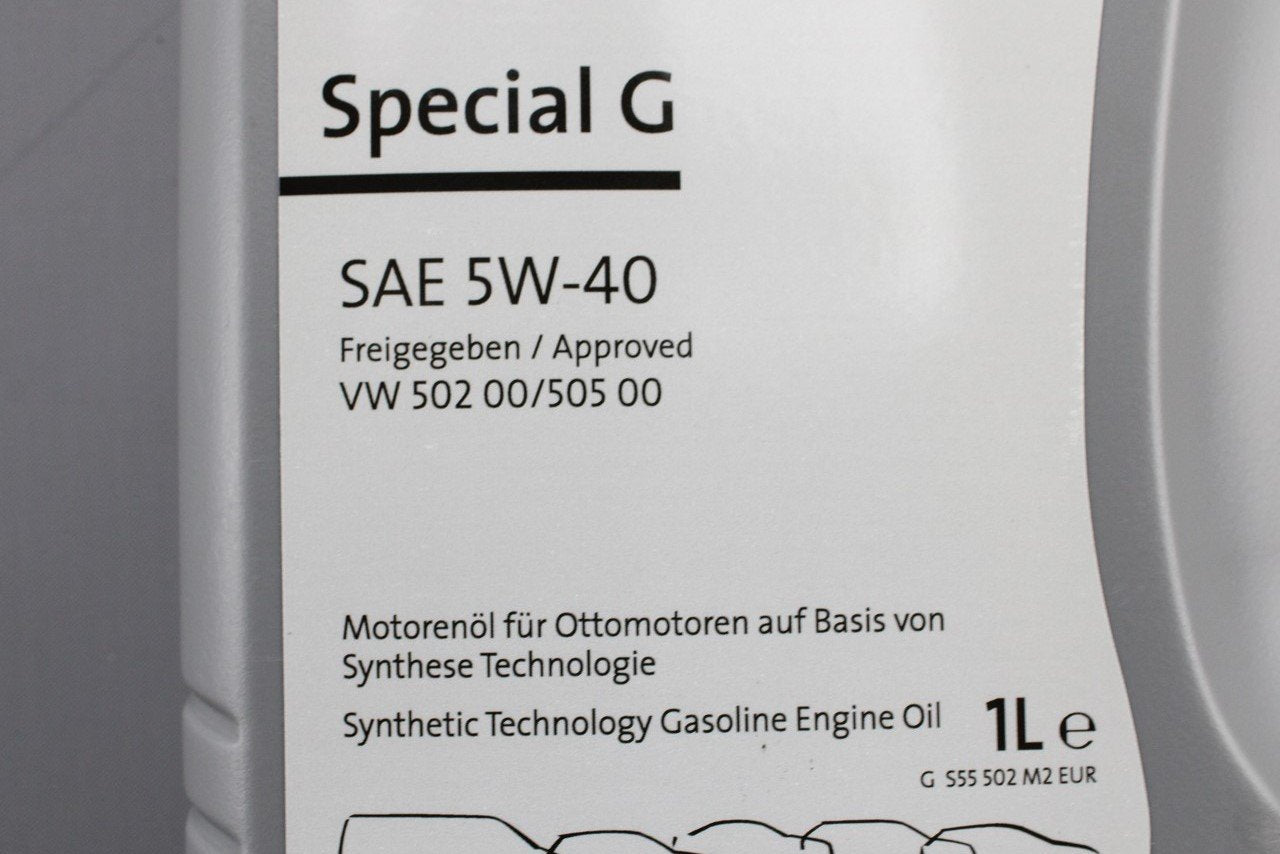 Special G
SAE 5W-40
Freigegeben / Approved
VW 502 00/505 00
Motorenöl für Ottomotoren auf Basis von
Synthese Technologie
Synthetic Technology Gasoline Engine Oil
1L ℮
G S55 502 M2 EUR